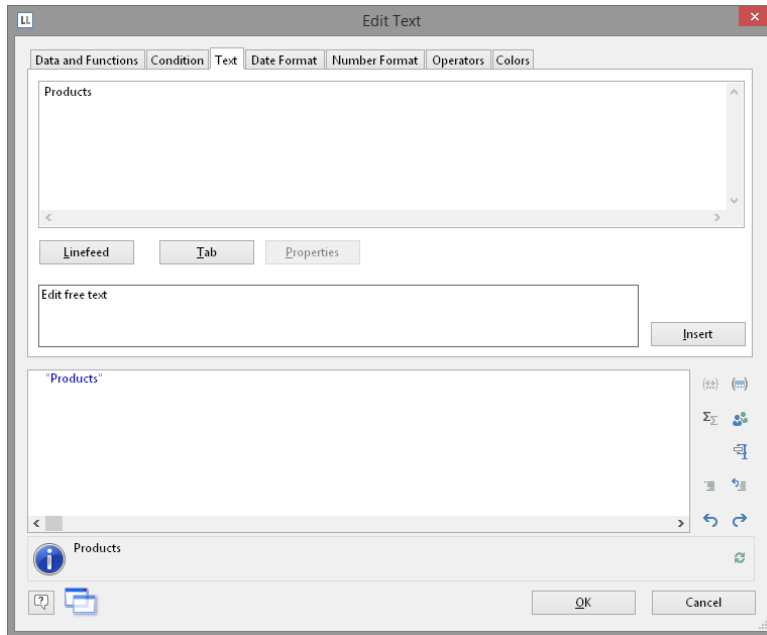 LL
Edit Text
Data and Functions Condition Text Date Format Number Format Operators Colors
Products
Linefeed Tab Properties
Edit free text
Insert
"Products"
Products
OK Cancel